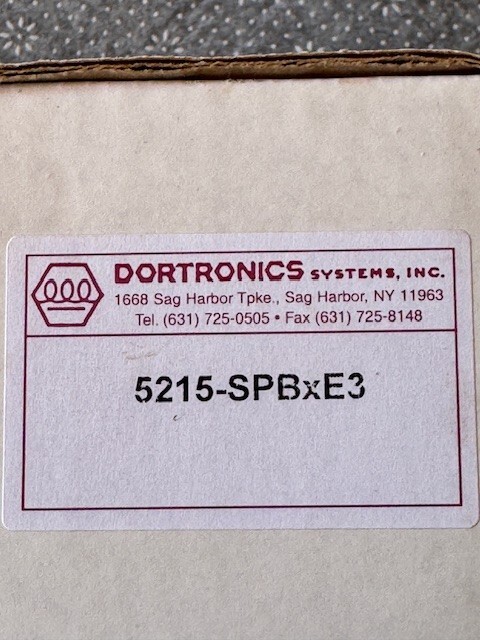 DORTRONICS SYSTEMS, INC.
1668 Sag Harbor Tpke., Sag Harbor, NY 11963
Tel. (631) 725-0505 • Fax (631) 725-8148
5215-SPBxE3